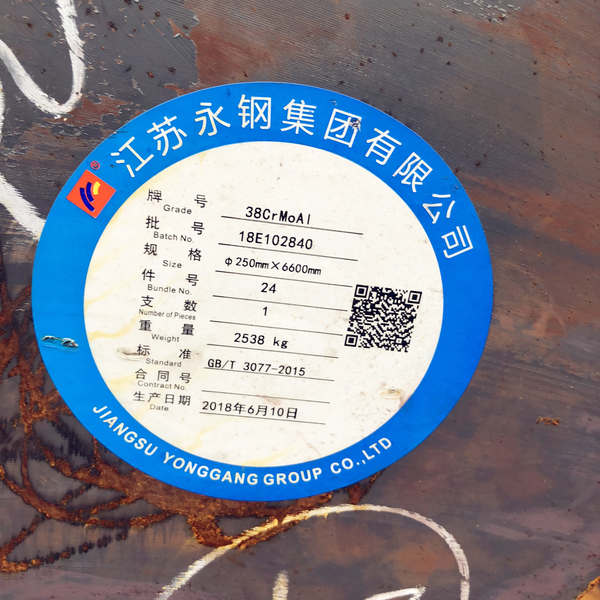 江苏永钢集团有限公司
牌号 38CrMoAl
Grade
批号 18E102840
Batch No.
规格 φ250mm×6600mm
Size
件号 24
Bundle No.
支数 1
Number of Pieces
重量 2538 kg
Weight
标准 GB/T 3077-2015
Standard
合同号
Contract No.
生产日期 2018年6月10日
Date
JIANGSU YONGGANG GROUP CO.,LTD